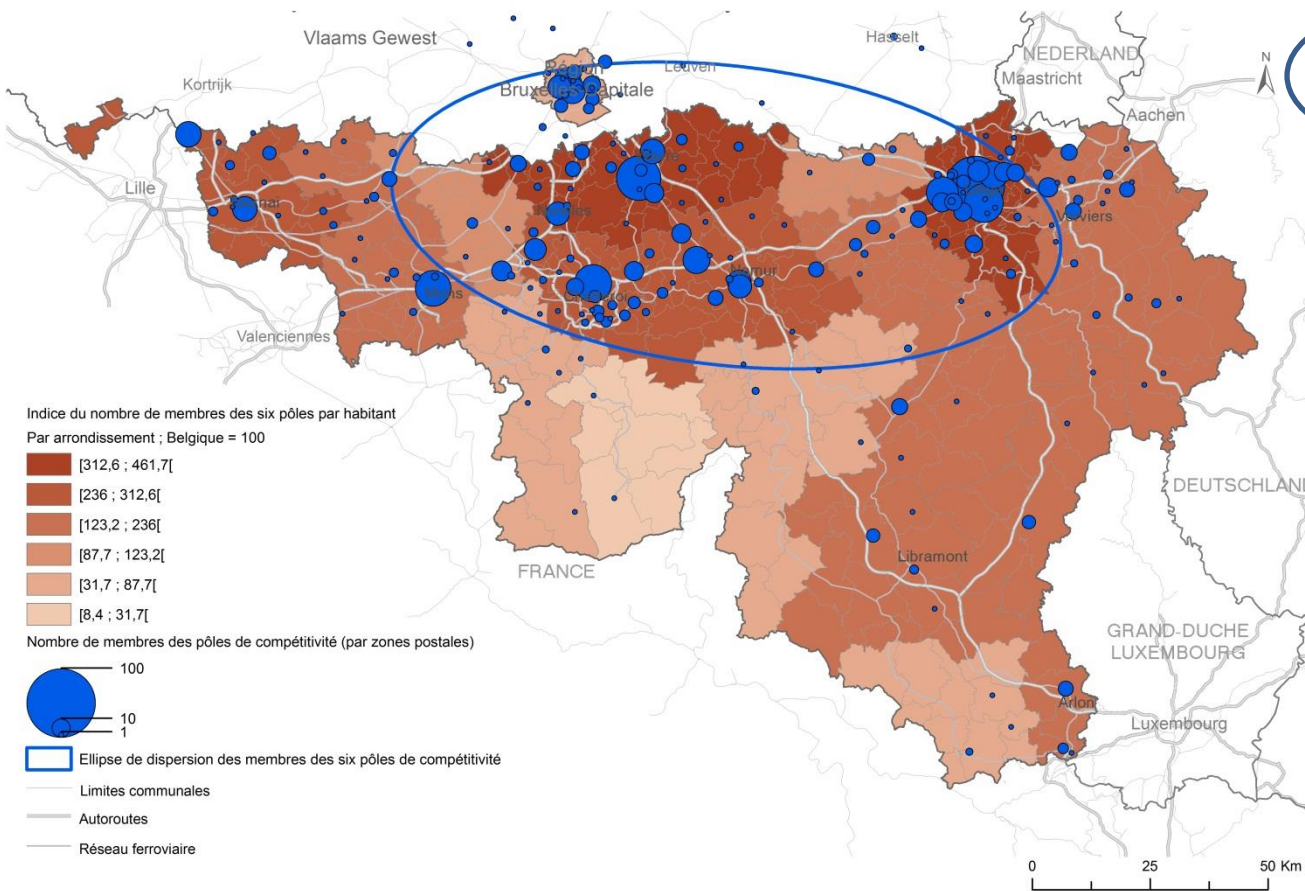 Vlaams Gewest
Hasselt
NEDERLAND
Maastricht
N
Kortrijk
Région
Leuven
Bruxelles-Capitale
Aachen
Lille
Verviers
Namur
Mons
Valenciennes
Indice du nombre de membres des six pôles par habitant
Par arrondissement ; Belgique = 100
[312,6 ; 461,7[
[236 ; 312,6[
[123,2 ; 236[
[87,7 ; 123,2[
[31,7 ; 87,7[
[8,4 ; 31,7[
DEUTSCHLAND
FRANCE
Libramont
GRAND-DUCHE
LUXEMBOURG
Arlon
Luxembourg
Nombre de membres des pôles de compétitivité (par zones postales)
100
10
1
Ellipse de dispersion des membres des six pôles de compétitivité
Limites communales
Autoroutes
Réseau ferroviaire
0 25 50 Km